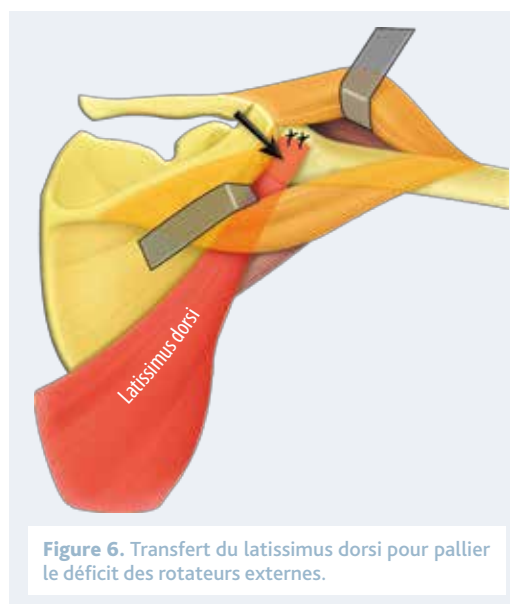 Latissimus dorsi
Figure 6. Transfert du latissimus dorsi pour pallier
le déficit des rotateurs externes.